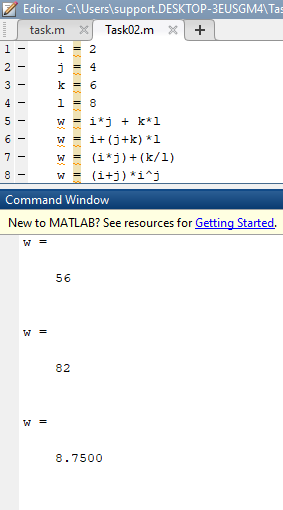 Editor - C:\Users\support.DESKTOP-3EUSGM4\Tas
task.m × Task02.m × +
1 - i = 2
2 - j = 4
3 - k = 6
4 - l = 8
5 - w = i*j + k*l
6 - w = i+(j+k)*l
7 - w = (i*j)+(k/l)
8 - w = (i+j)*i^j
Command Window
New to MATLAB? See resources for Getting Started.
w =
56
w =
82
w =
8.7500